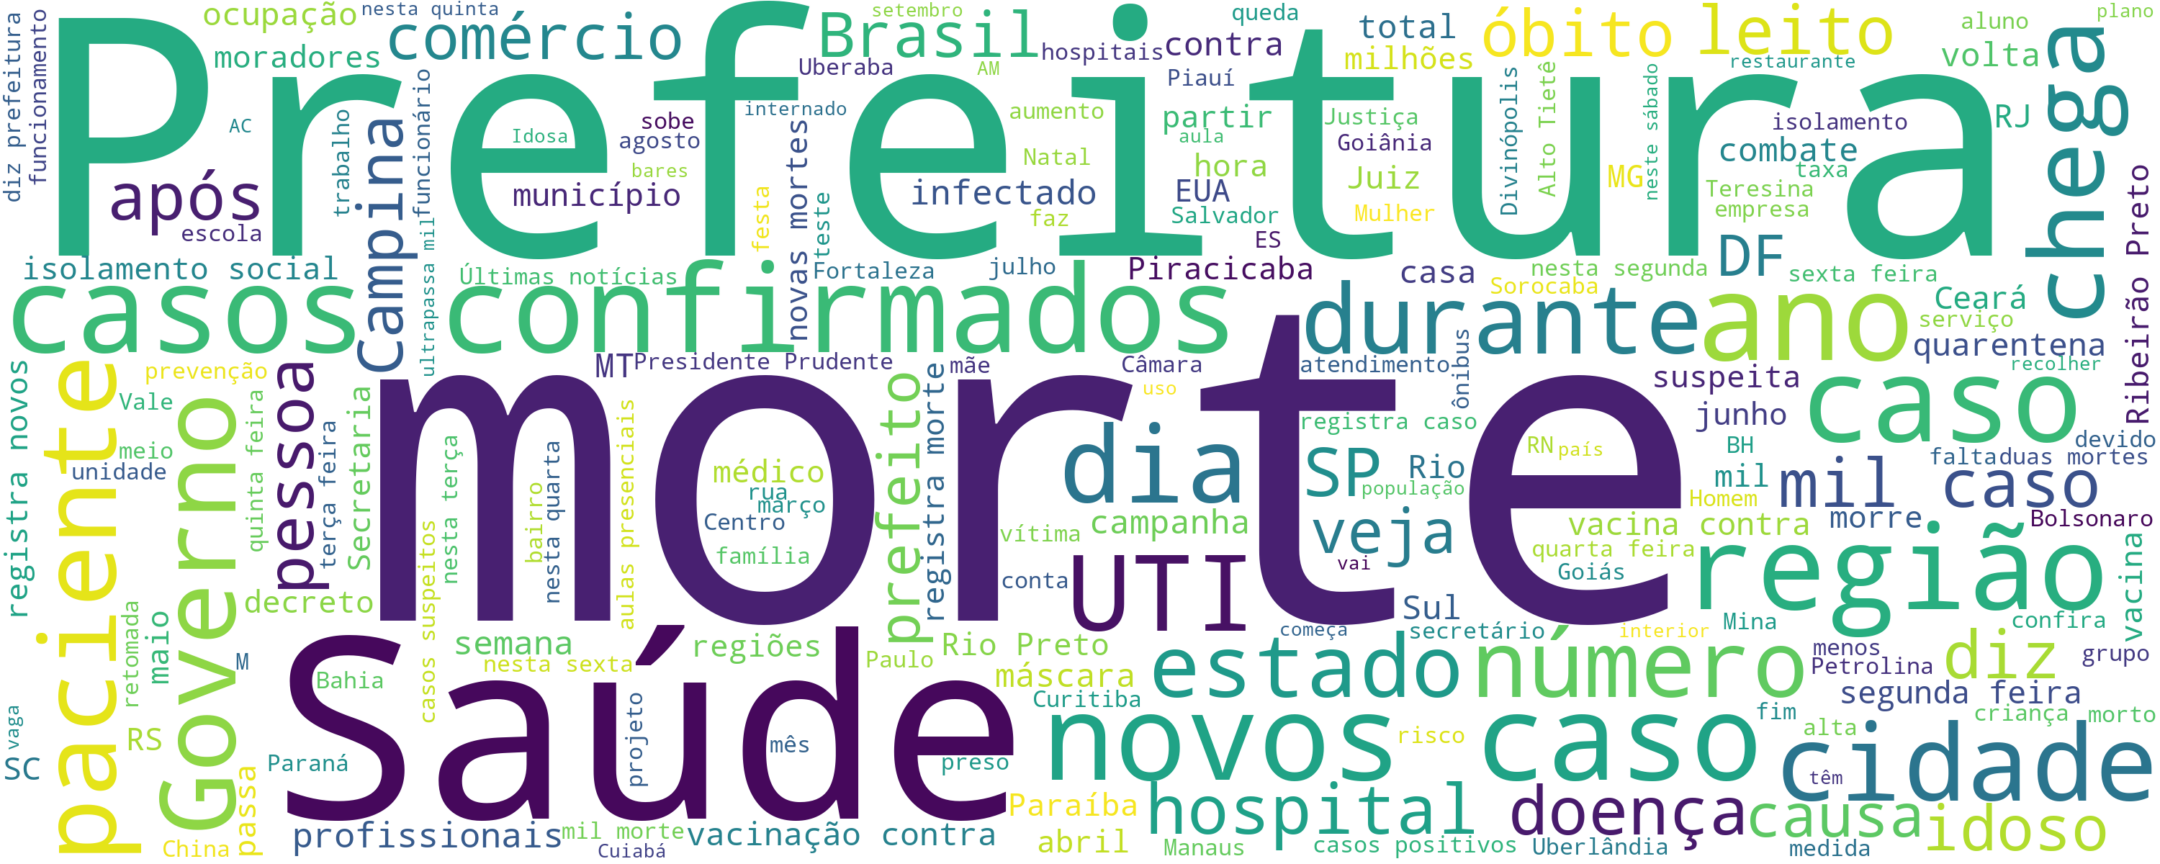 ocupação
nesta quinta
setembro
queda
total
óbito
leito
aluno
plano
diz prefeitura
funcionamento
moradores
comércio
Brasil
hospitais
contra
milhões
volta
chega
Prefeitura
Uberaba
AM
Piauí
restaurante
AC
trabalho
Campina
funcionário
Idosa
sobe
agosto
bares
internado
novas mortes
aumento
partir
aula
Justiça
Goiânia
Divinópolis
Alto Tietê
neste sábado
isolamento
RJ
combate
após
escola
município
festa
teste
infectado
Natal
faz
hora
EUA
Salvador
ES
Juiz
Mulher
MG
Teresina
taxa
empresa
DF
Ribeirão Preto
isolamento social
ultrapassa mil
Últimas notícias
Fortaleza
julho
Piracicaba
casa
nesta segunda
Sorocaba
sexta feira
Ceará
serviço
casos confirmados
durante
ano
quarentena
recolher
registra novos
paciente
prevenção
Vale
meio
unidade
Governo
quinta feira
pessoa
terça feira
Secretaria
MT
Presidente Prudente
prefeito
registra morte
mãe
Câmara
uso
atendimento
ônibus
suspeita
junho
caso
morte
casos suspeitos
nesta terça
bairro
nesta quarta
aulas presenciais
médico
rua
março
Centro
família
dia
campanha
vítima
conta
UTI
registra caso
SP
Rio
população
veja
vai
RN
país
BH
mil
Homem
vacina contra
quarta feira
Goiás
morre
mil caso
falta
duas mortes
devido
Bolsonaro
região
vacina
decreto
maio
retomada
M
semana
nesta sexta
regiões
Paulo
Rio Preto
máscara
Curitiba
começa
Sul
secretário
interior
Mina
menos
Petrolina
confira
grupo
Saúde
Bahia
projeto
mês
preso
estado
número
diz
segunda feira
criança
morto
vaga
SC
RS
Paraná
passa
China
novos caso
risco
fim
alta
cidade
têm
profissionais
mil morte
Cuiabá
vacinação contra
Paraíba
abril
hospital
Manaus
casos positivos
doença
Uberlândia
causa
medida
idoso